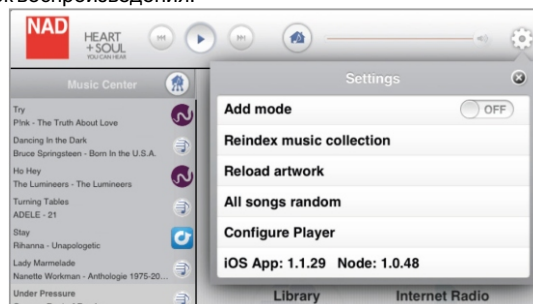 к воспроизведения.
NAD
HEART
+ SOUL
YOU CAN HEAR
Music Center
Settings
Try
P!nk - The Truth About Love
Add mode
OFF
Dancing In the Dark
Bruce Springsteen - Born In the U.S.A.
Reindex music collection
Ho Hey
The Lumineers - The Lumineers
Reload artwork
Turning Tables
ADELE - 21
All songs random
Stay
Rihanna - Unapologetic
Configure Player
Lady Marmelade
Nanette Workman - Anthologie 1975-20...
iOS App: 1.1.29 Node: 1.0.48
Under Pressure
Library
Internet Radio